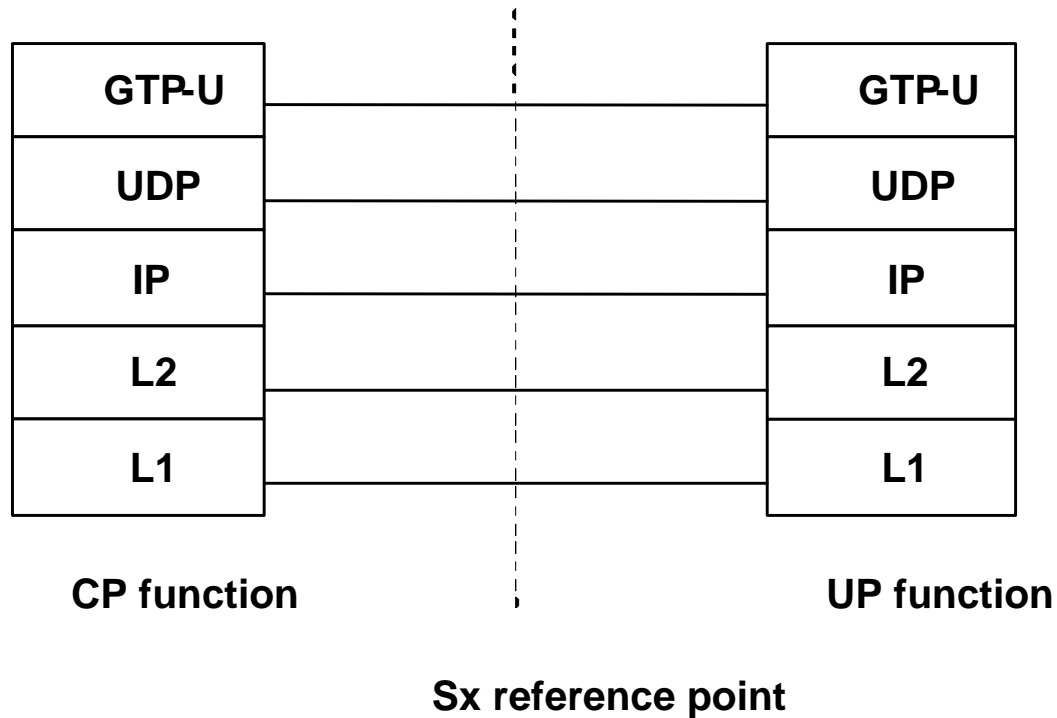 GTP-U
GTP-U
UDP
UDP
IP
IP
L2
L2
L1
L1
CP function
UP function
Sx reference point